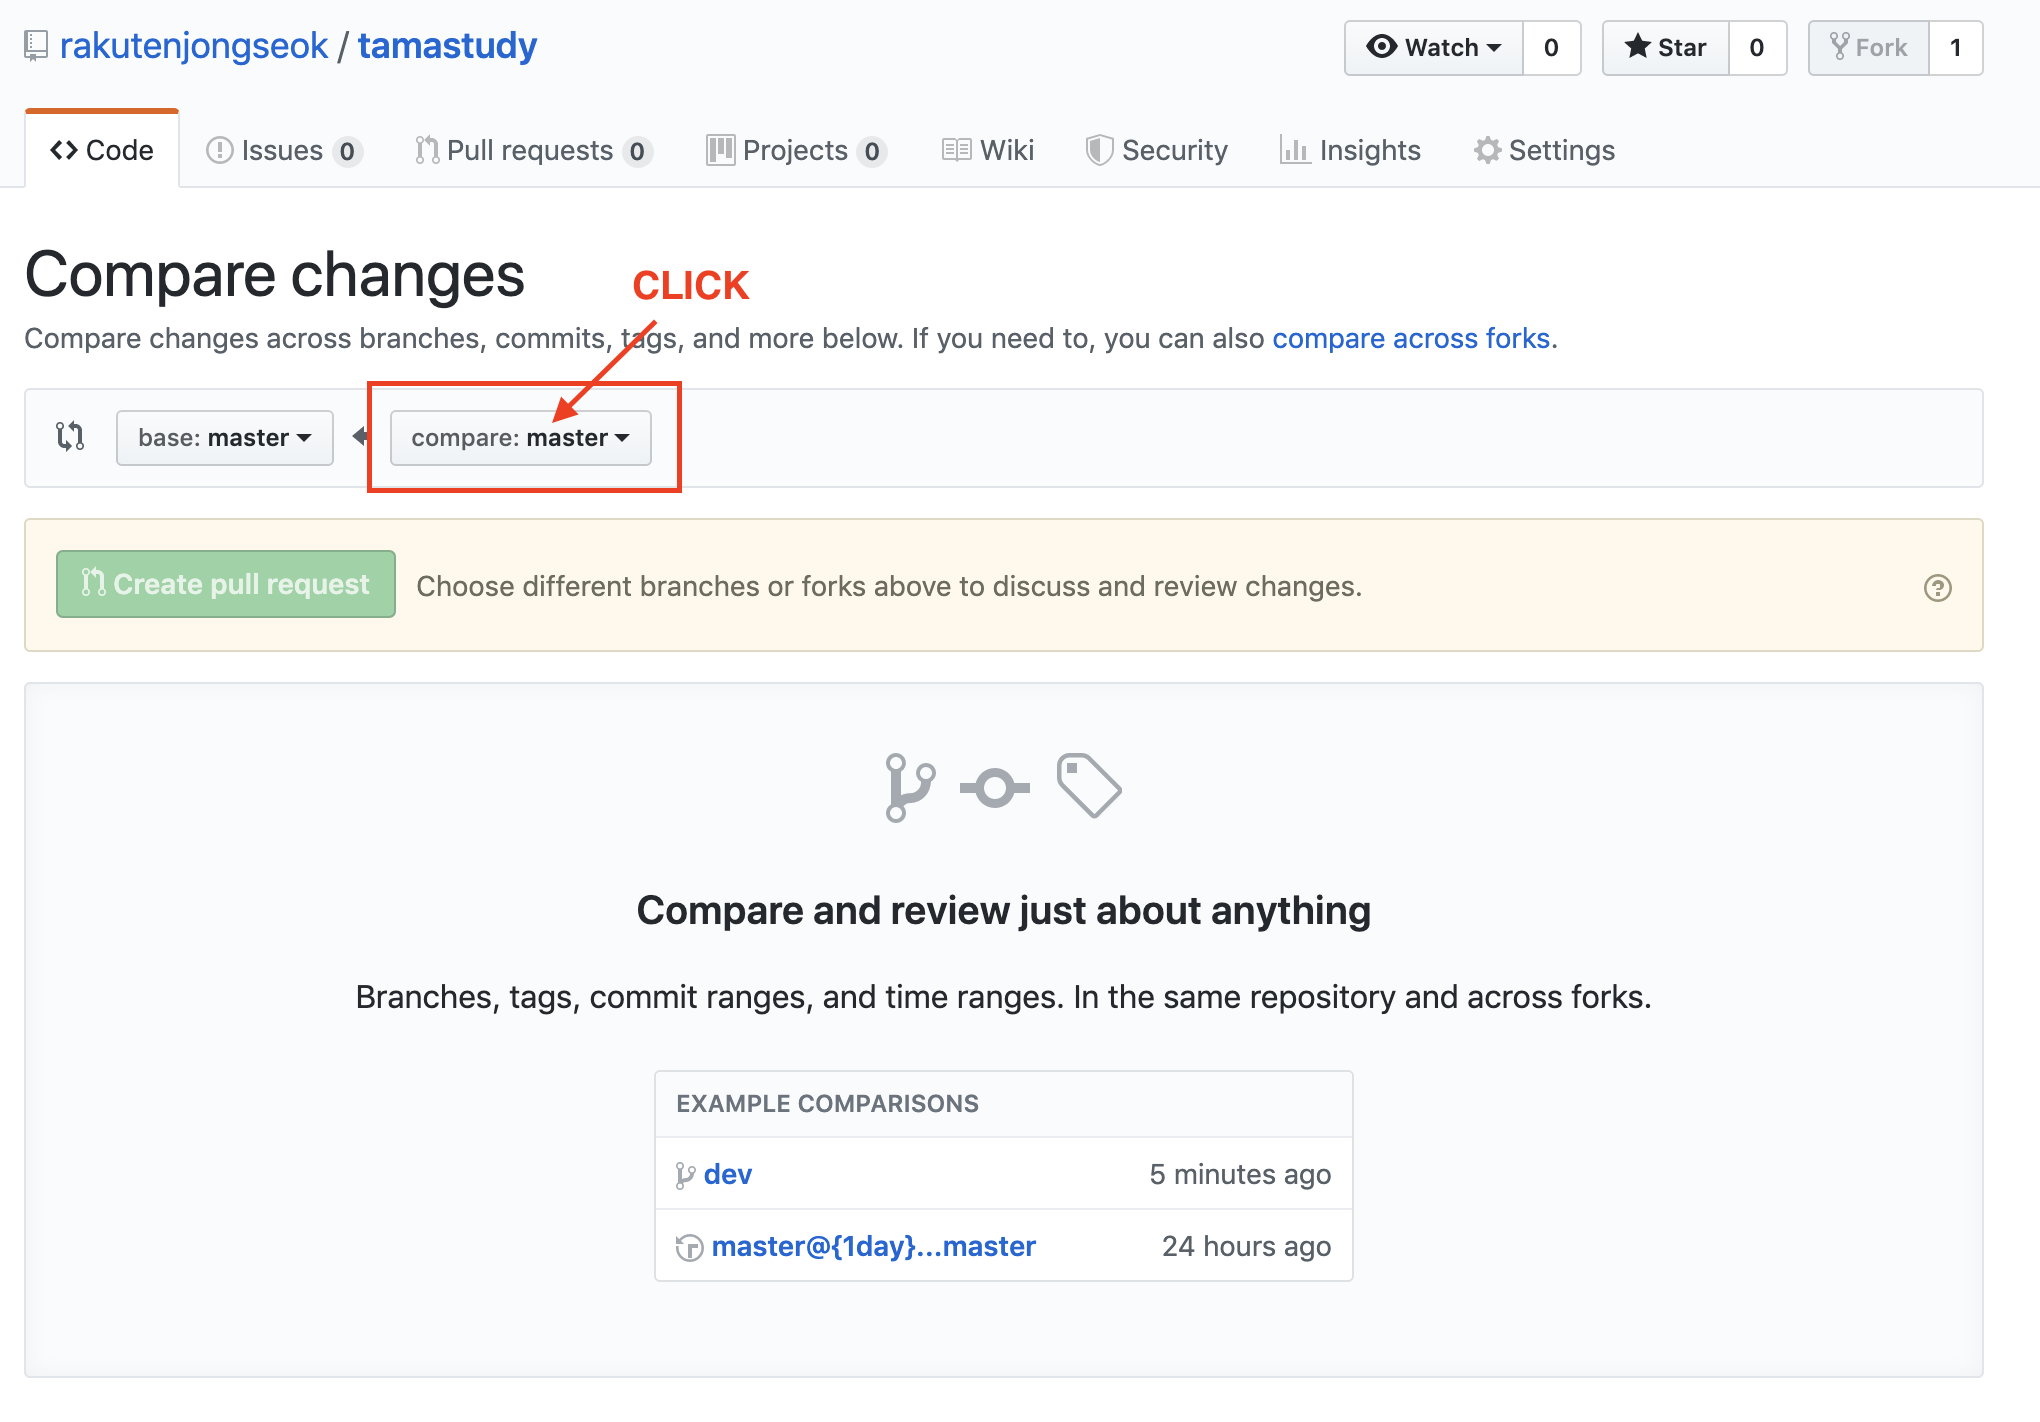 rakutenjongseok / tamastudy
Watch 0 Star 0 Fork 1
Code Issues 0 Pull requests 0 Projects 0 Wiki Security Insights Settings
Compare changes
CLICK
Compare changes across branches, commits, tags, and more below. If you need to, you can also compare across forks.
base: master compare: master
Create pull request Choose different branches or forks above to discuss and review changes.
Compare and review just about anything
Branches, tags, commit ranges, and time ranges. In the same repository and across forks.
EXAMPLE COMPARISONS
dev 5 minutes ago
master@{1day}...master 24 hours ago